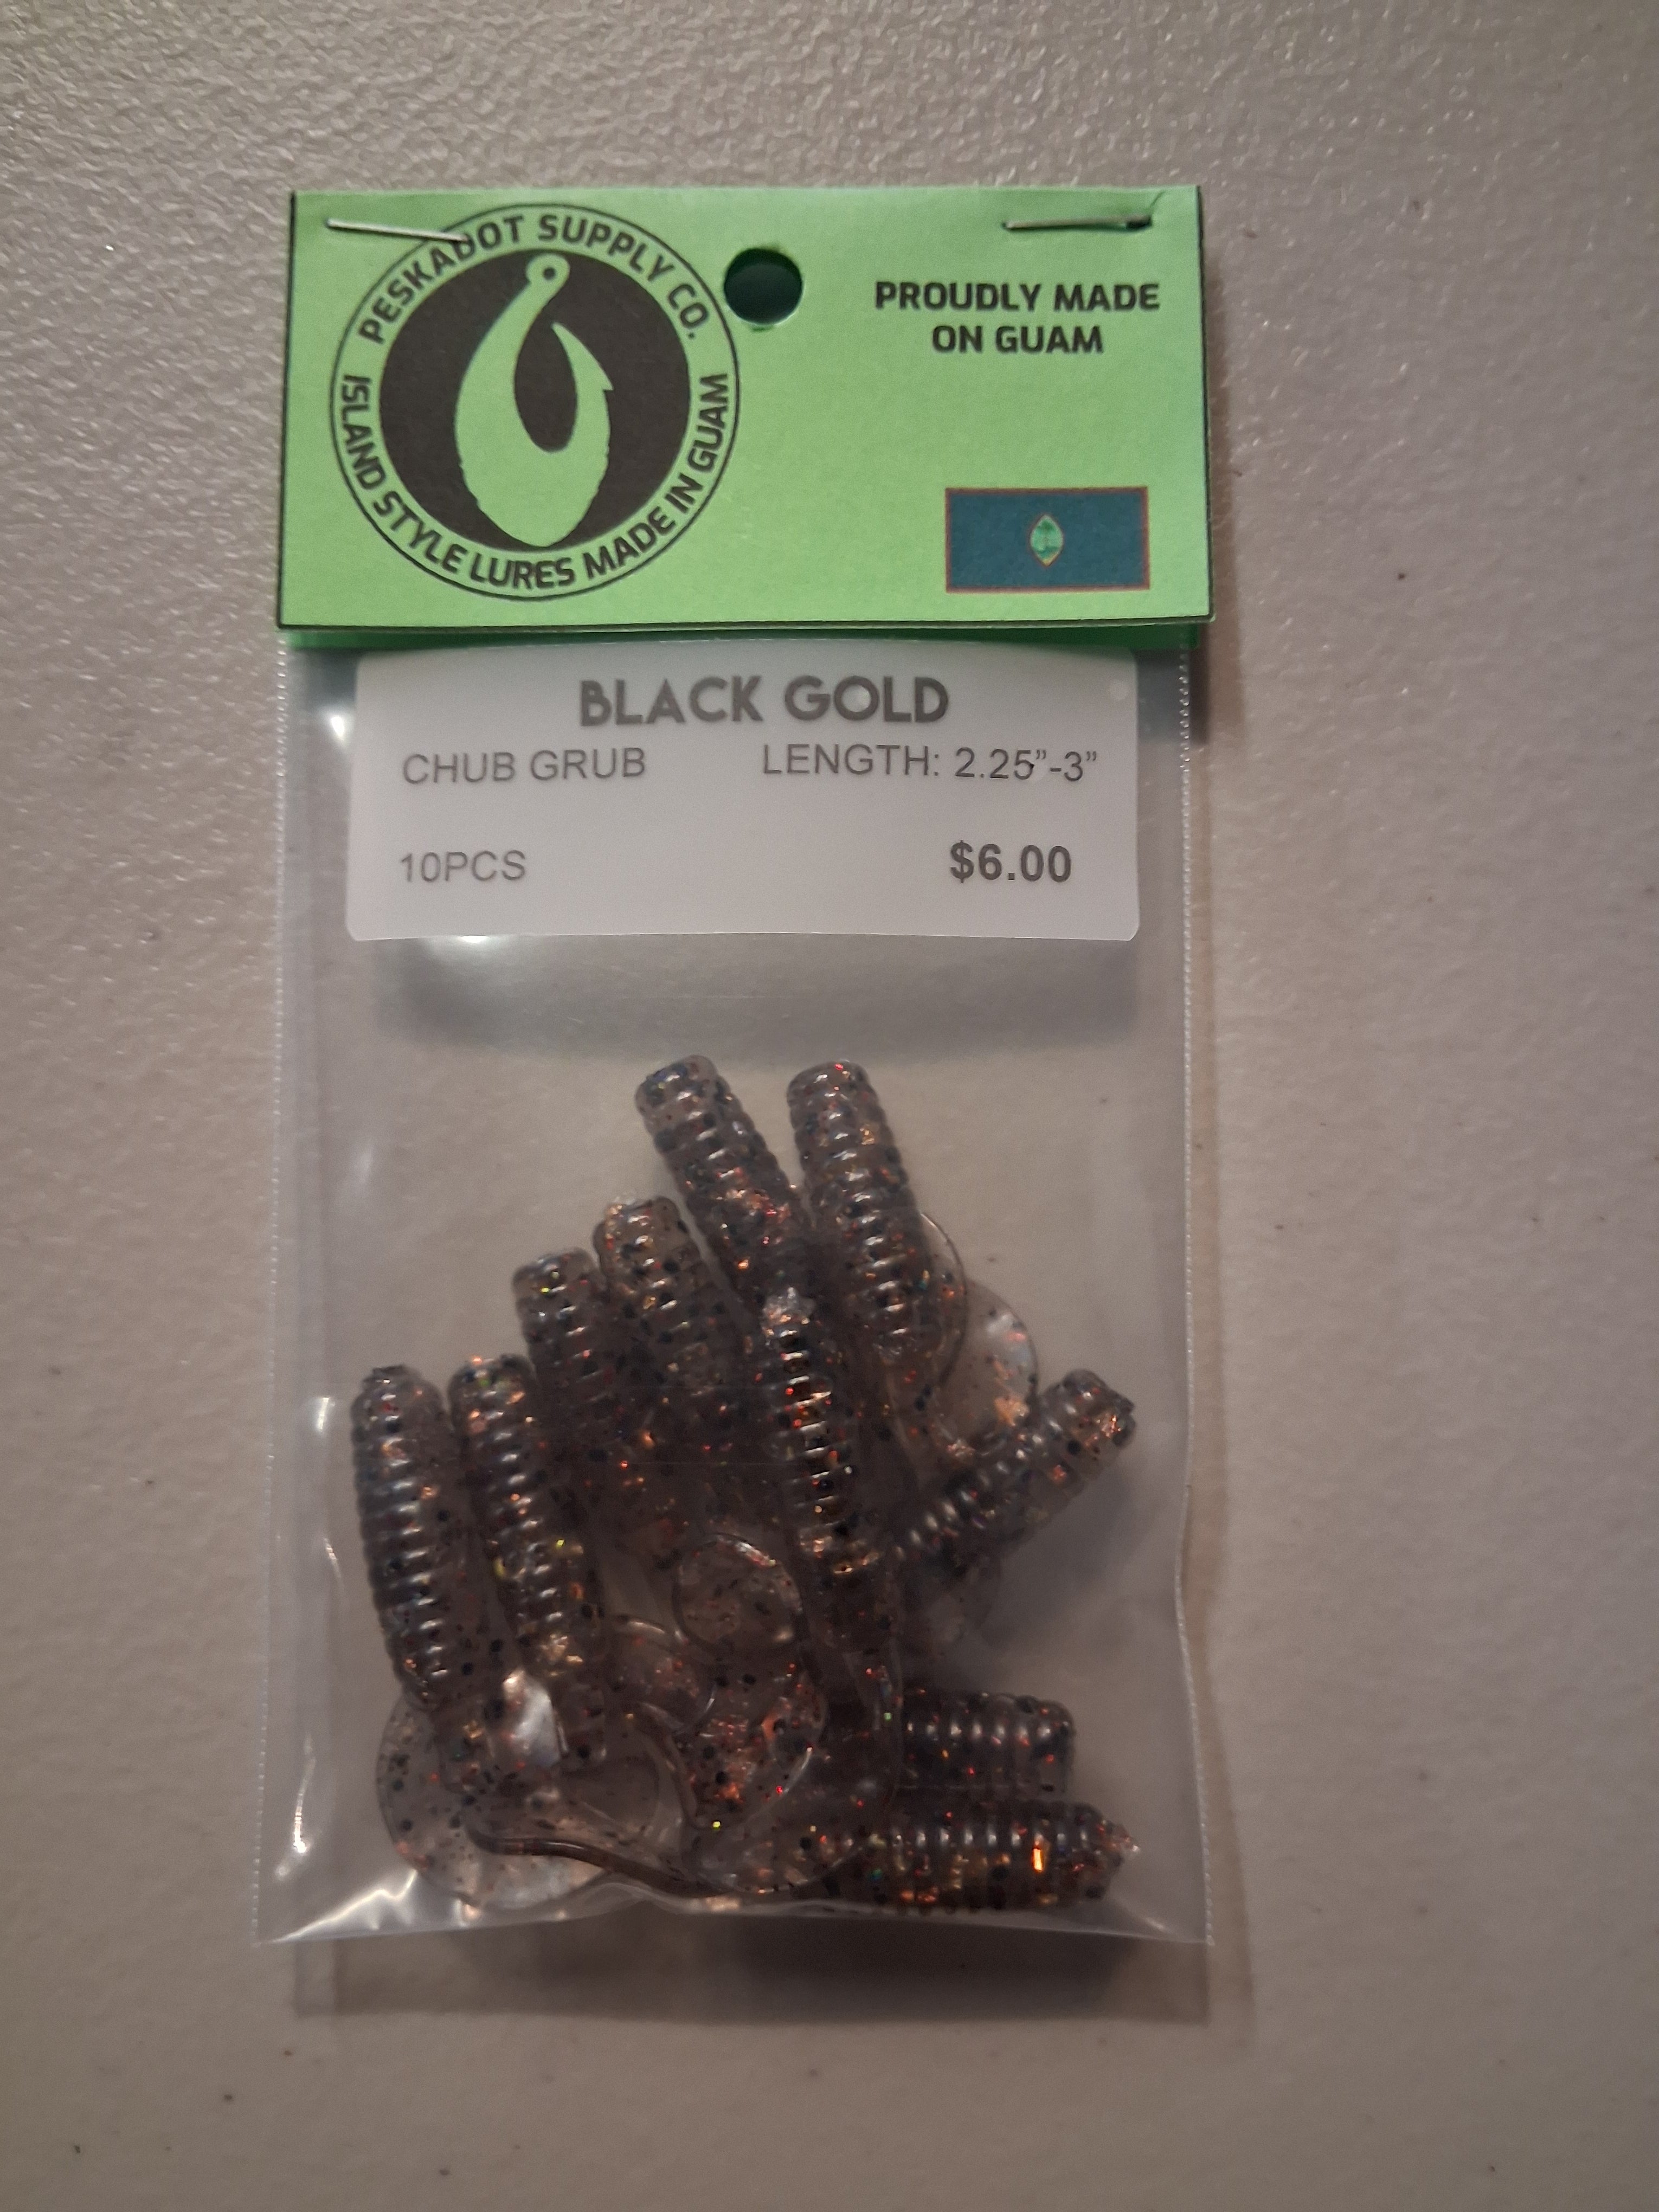 PESKADOT SUPPLY CO.
ISLAND STYLE LURES MADE IN GUAM
PROUDLY MADE
ON GUAM
BLACK GOLD
CHUB GRUB LENGTH: 2.25”-3”
10PCS $6.00